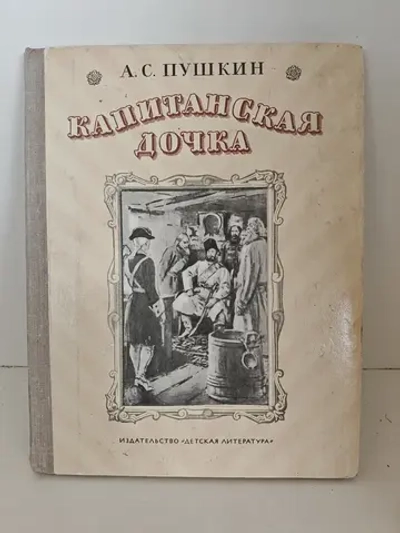 А.С. ПУШКИН
КАПИТАНСКАЯ
ДОЧКА
ИЗДАТЕЛЬСТВО «ДЕТСКАЯ ЛИТЕРАТУРА»